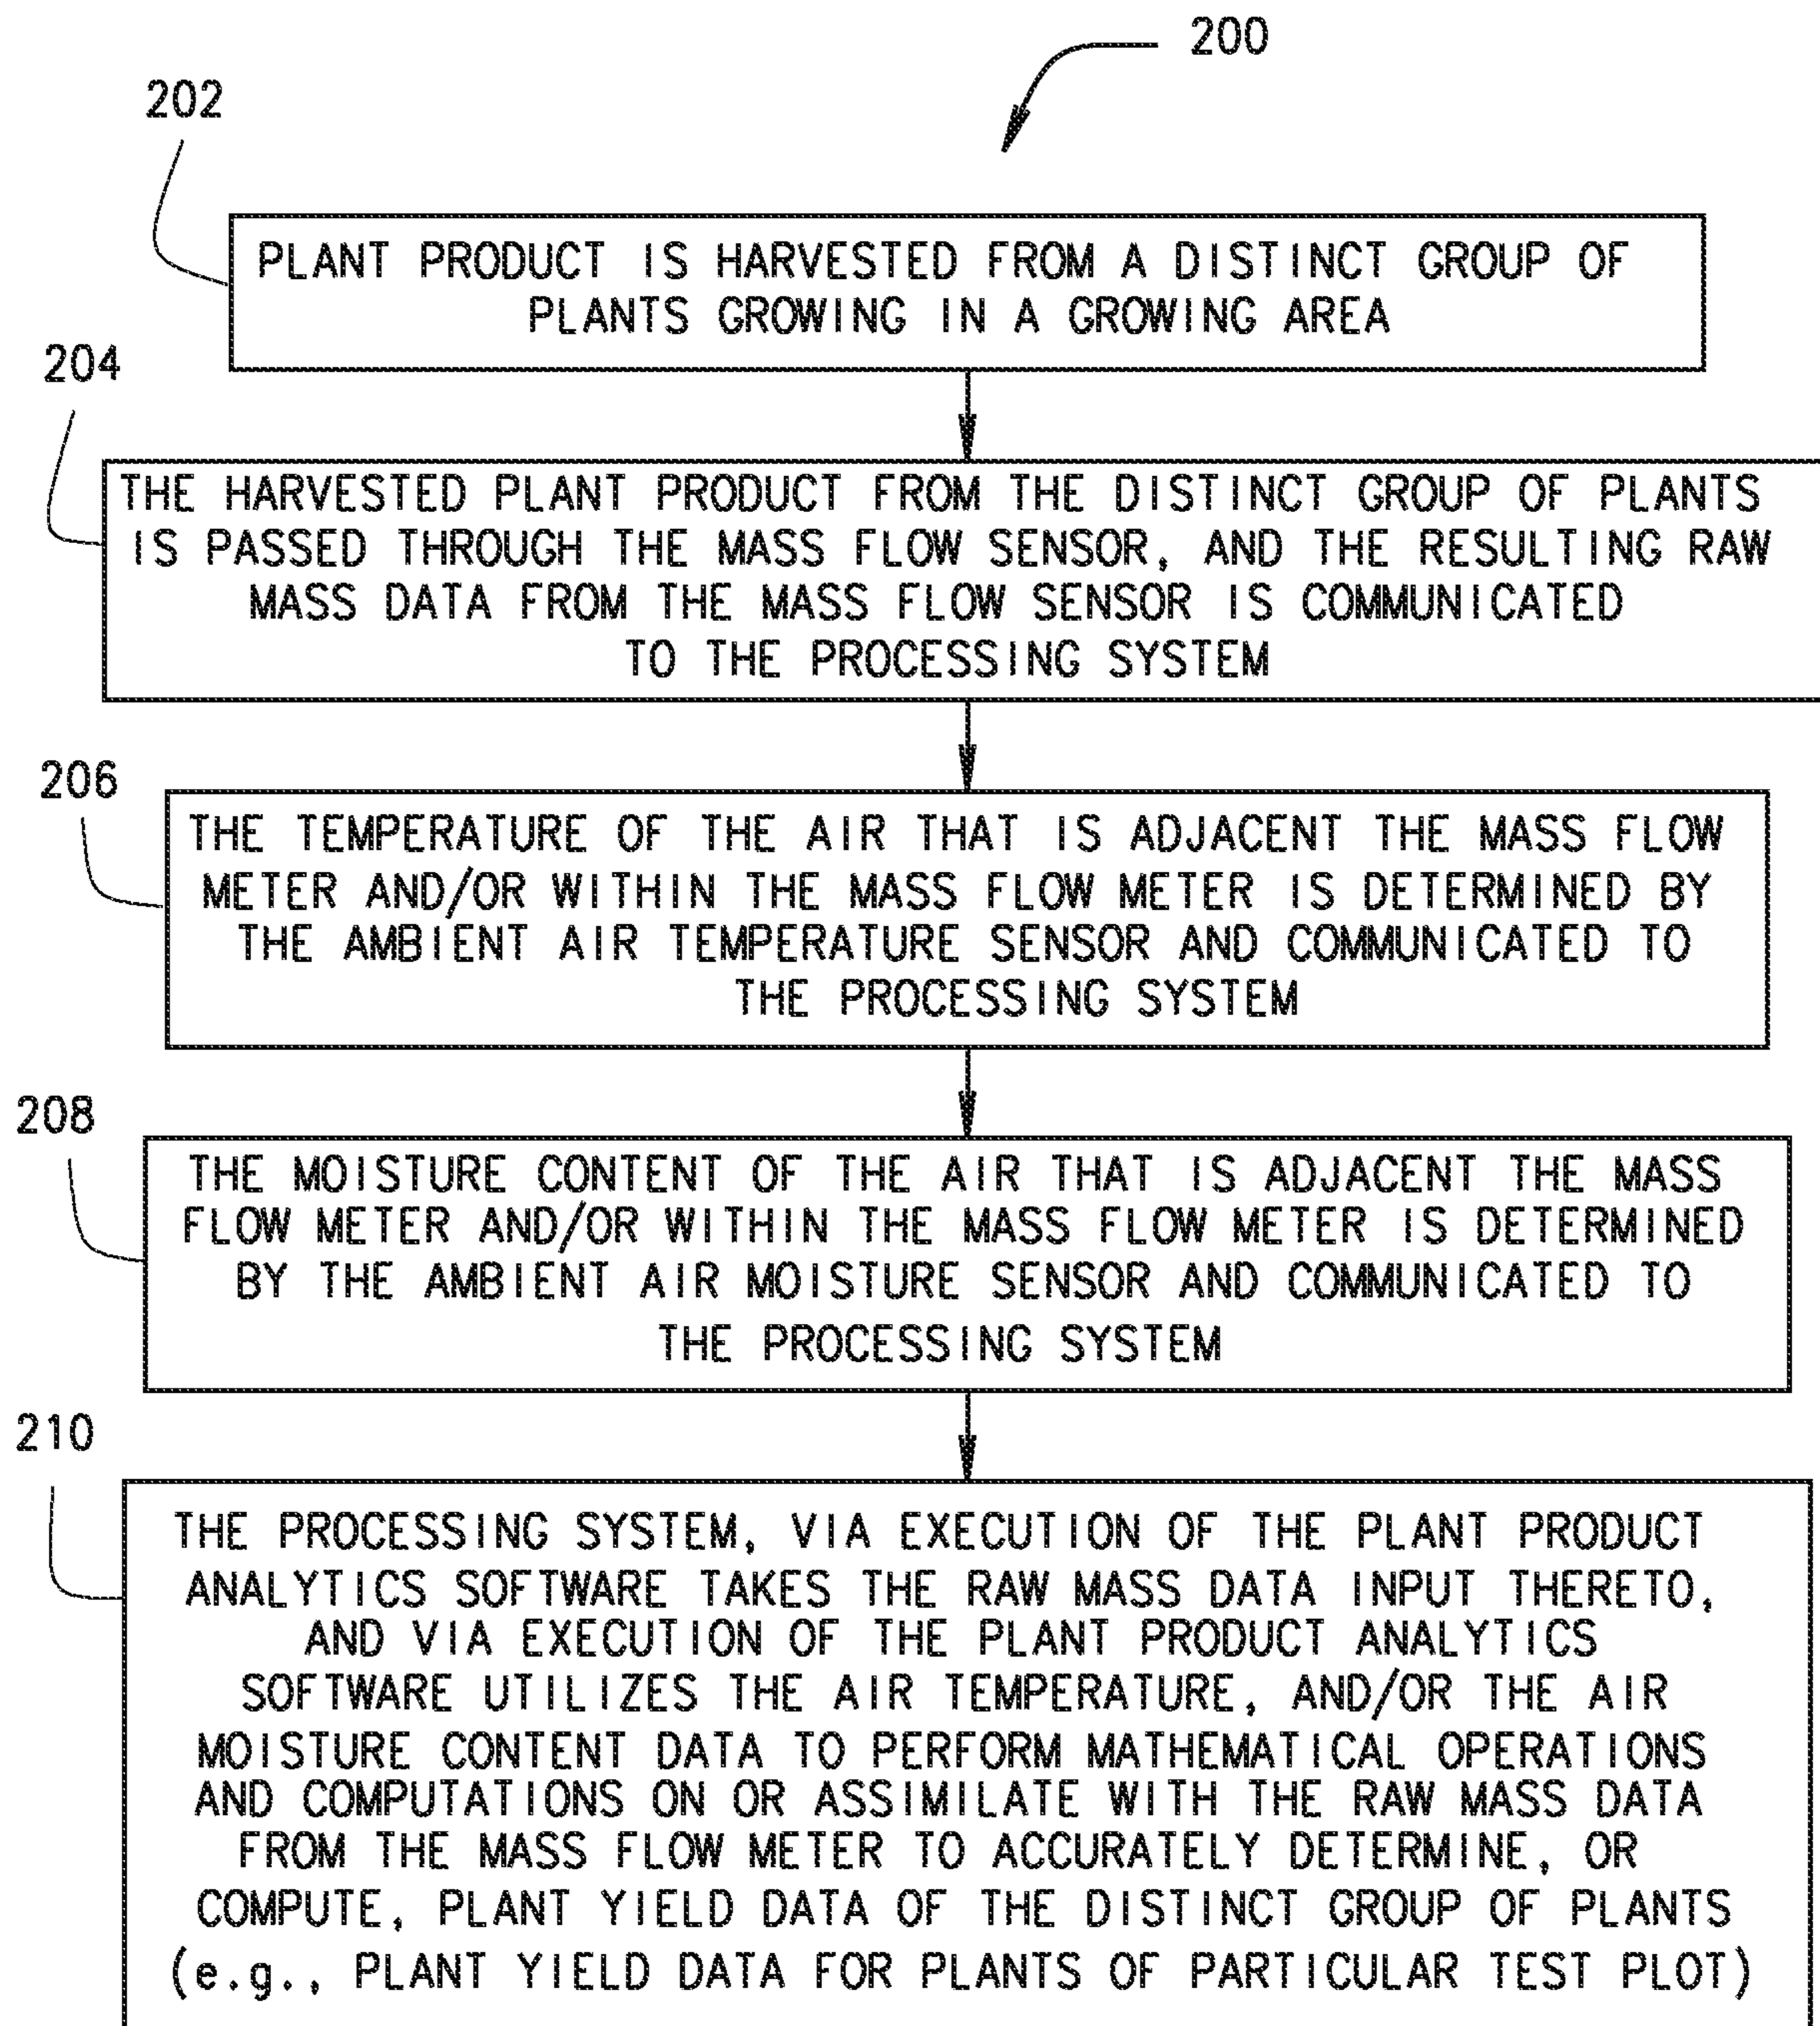 200
202
PLANT PRODUCT IS HARVESTED FROM A DISTINCT GROUP OF
PLANTS GROWING IN A GROWING AREA
204
THE HARVESTED PLANT PRODUCT FROM THE DISTINCT GROUP OF PLANTS
IS PASSED THROUGH THE MASS FLOW SENSOR, AND THE RESULTING RAW
MASS DATA FROM THE MASS FLOW SENSOR IS COMMUNICATED
TO THE PROCESSING SYSTEM
206
THE TEMPERATURE OF THE AIR THAT IS ADJACENT THE MASS FLOW
METER AND/OR WITHIN THE MASS FLOW METER IS DETERMINED BY
THE AMBIENT AIR TEMPERATURE SENSOR AND COMMUNICATED TO
THE PROCESSING SYSTEM
208
THE MOISTURE CONTENT OF THE AIR THAT IS ADJACENT THE MASS
FLOW METER AND/OR WITHIN THE MASS FLOW METER IS DETERMINED
BY THE AMBIENT AIR MOISTURE SENSOR AND COMMUNICATED TO
THE PROCESSING SYSTEM
210
THE PROCESSING SYSTEM, VIA EXECUTION OF THE PLANT PRODUCT
ANALYTICS SOFTWARE TAKES THE RAW MASS DATA INPUT THERETO,
AND VIA EXECUTION OF THE PLANT PRODUCT ANALYTICS
SOFTWARE UTILIZES THE AIR TEMPERATURE, AND/OR THE AIR
MOISTURE CONTENT DATA TO PERFORM MATHEMATICAL OPERATIONS
AND COMPUTATIONS ON OR ASSIMILATE WITH THE RAW MASS DATA
FROM THE MASS FLOW METER TO ACCURATELY DETERMINE, OR
COMPUTE, PLANT YIELD DATA OF THE DISTINCT GROUP OF PLANTS
(e.g., PLANT YIELD DATA FOR PLANTS OF PARTICULAR TEST PLOT)